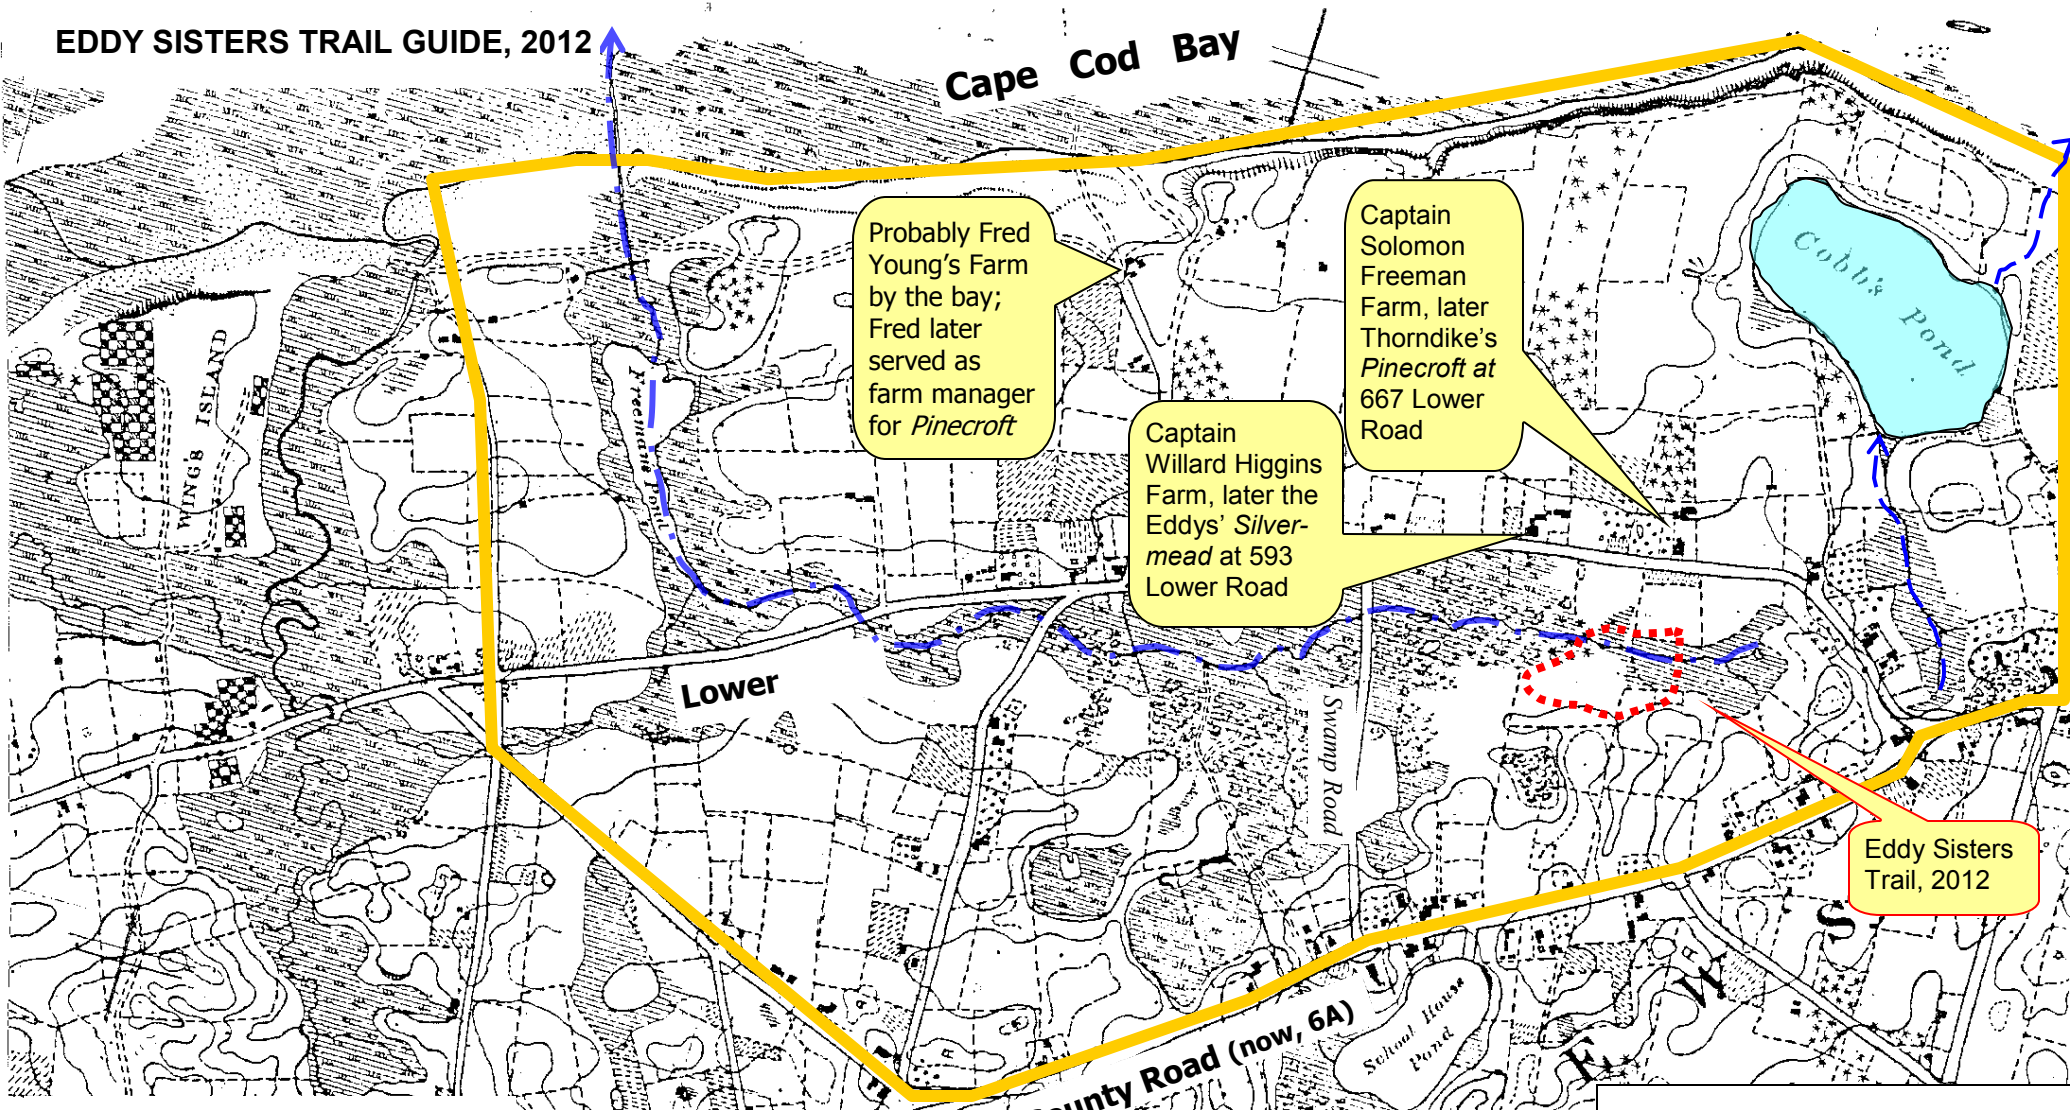 EDDY SISTERS TRAIL GUIDE, 2012
Cape Cod Bay
Probably Fred
Young's Farm
by the bay;
Fred later
served as
farm manager
for Pinecroft
Captain
Solomon
Freeman
Farm, later
Thorndike's
Pinecroft at
667 Lower
Road
Captain
Willard Higgins
Farm, later the
Eddys' Silver-
mead at 593
Lower Road
Cobb's Pond
WINGS ISLAND
Freemans Pond
Lower
Swamp Road
Eddy Sisters
Trail, 2012
School House
Pond
ounty Road (now, 6A)
S
W
E